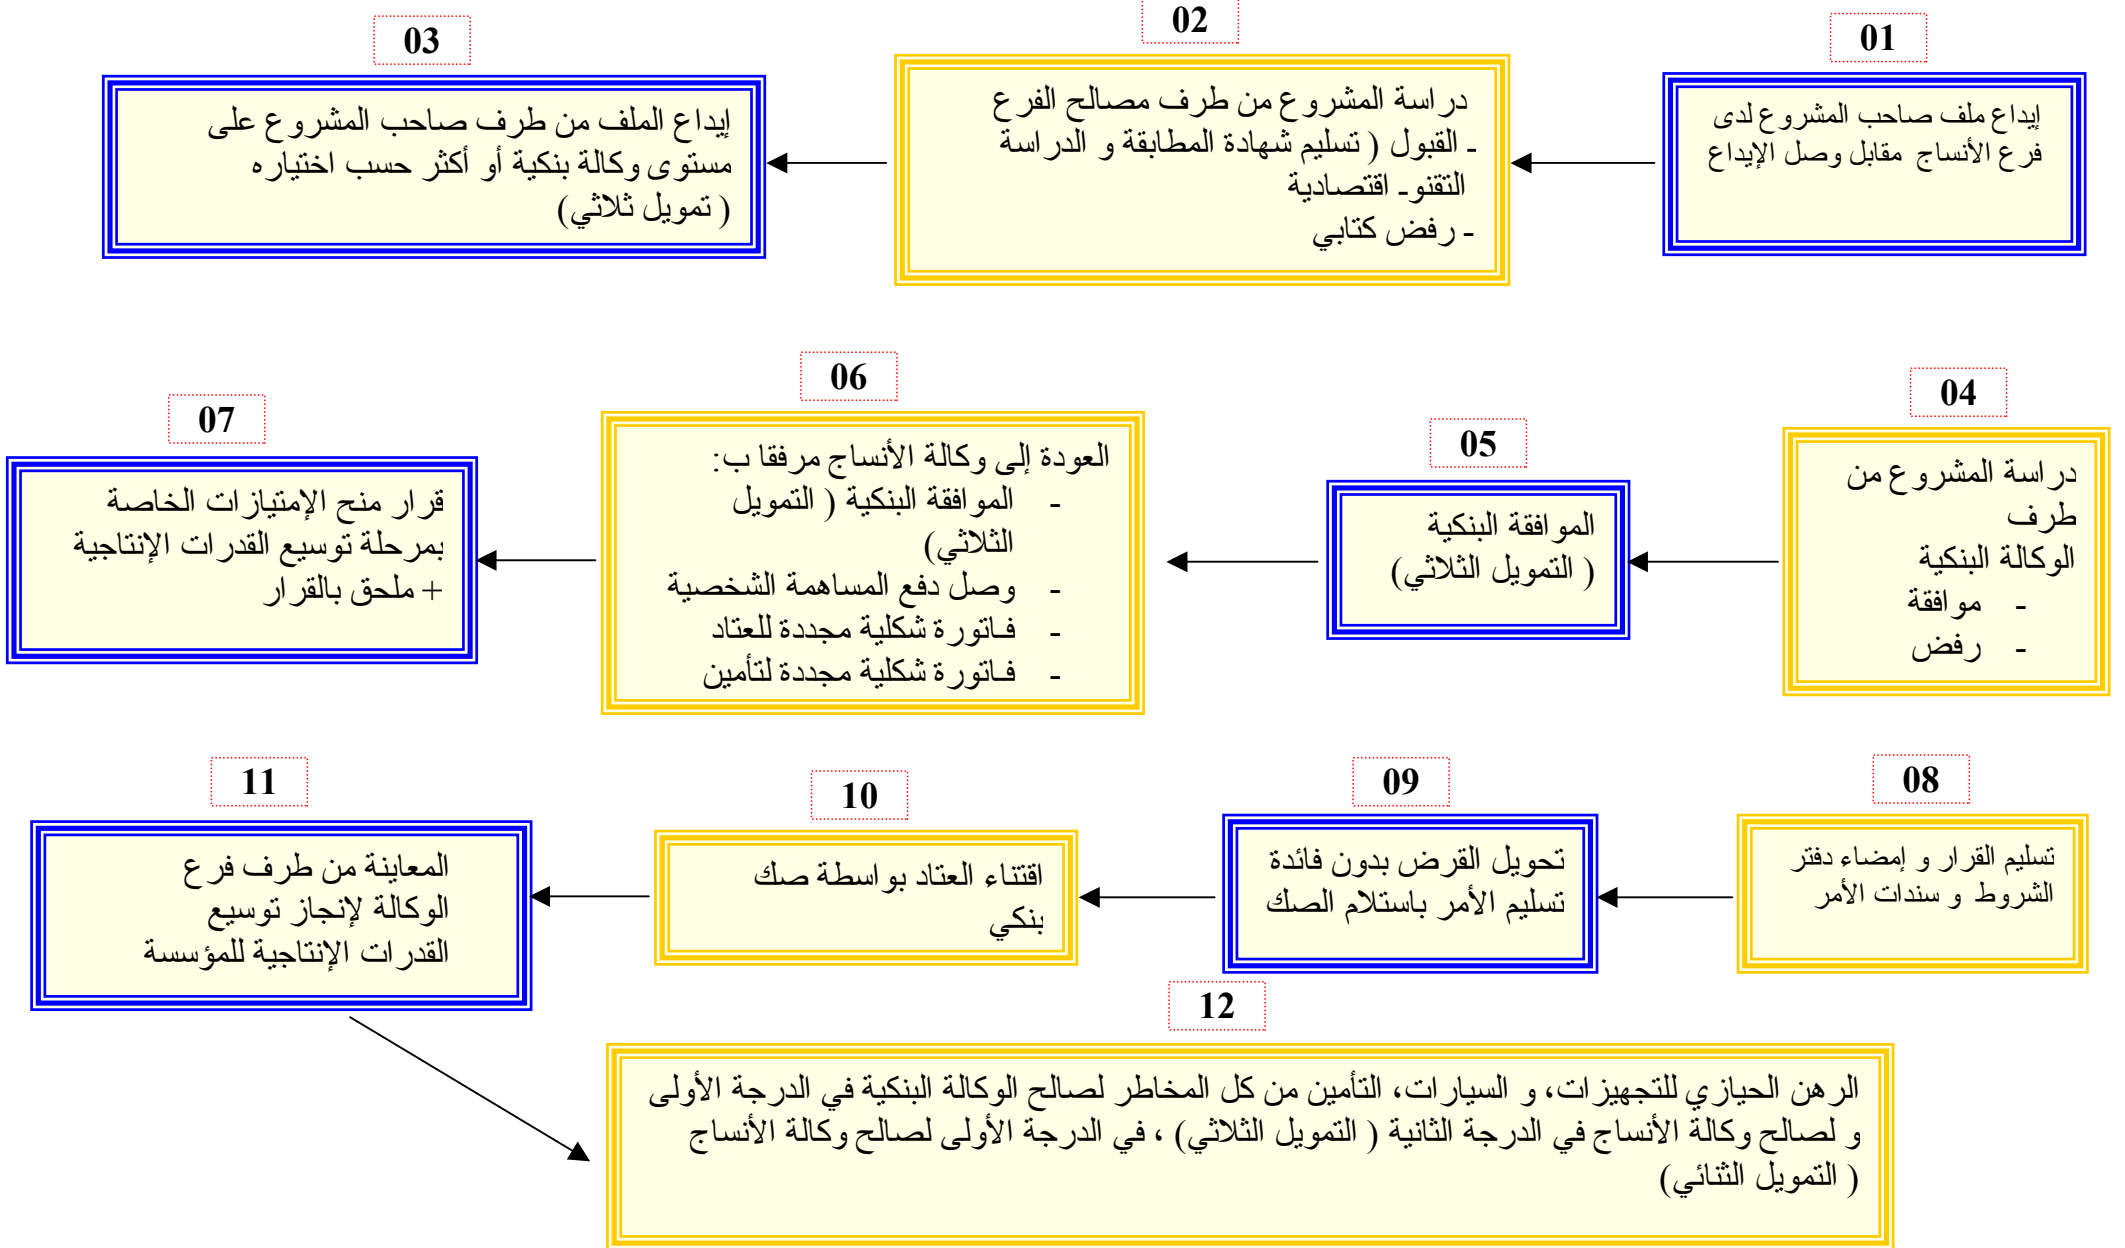 01
إيداع ملف صاحب المشروع لدى
فرع الأنساج مقابل وصل الإيداع
02
دراسة المشروع من طرف مصالح الفرع
- القبول ( تسليم شهادة المطابقة و الدراسة
التقنو- اقتصادية
- رفض كتابي
03
إيداع الملف من طرف صاحب المشروع على
مستوى وكالة بنكية أو أكثر حسب اختياره
( تمويل ثلاثي)
04
دراسة المشروع من
طرف
الوكالة البنكية
- موافقة
- رفض
05
الموافقة البنكية
( التمويل الثلاثي)
06
العودة إلى وكالة الأنساج مرفقا ب:
- الموافقة البنكية ( التمويل
الثلاثي)
- وصل دفع المساهمة الشخصية
- فاتورة شكلية مجددة للعتاد
- فاتورة شكلية مجددة لتأمين
07
قرار منح الإمتيازات الخاصة
بمرحلة توسيع القدرات الإنتاجية
+ ملحق بالقرار
08
تسليم القرار و إمضاء دفتر
الشروط و سندات الأمر
09
تحويل القرض بدون فائدة
تسليم الأمر باستلام الصك
10
اقتناء العتاد بواسطة صك
بنكي
11
المعاينة من طرف فرع
الوكالة لإنجاز توسيع
القدرات الإنتاجية للمؤسسة
12
الرهن الحيازي للتجهيزات، و السيارات، التأمين من كل المخاطر لصالح الوكالة البنكية في الدرجة الأولى
و لصالح وكالة الأنساج في الدرجة الثانية ( التمويل الثلاثي) ، في الدرجة الأولى لصالح وكالة الأنساج
( التمويل الثنائي)